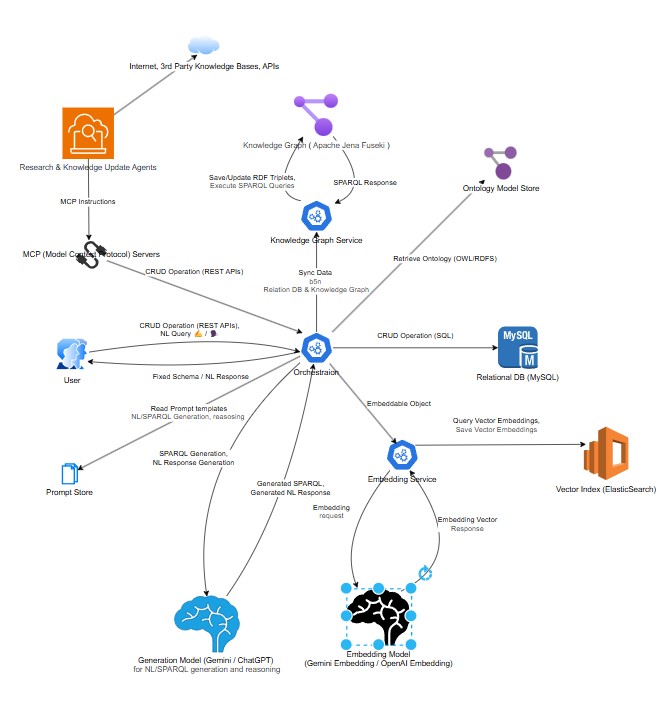 Internet, 3rd Party Knowledge Bases, APIs
Knowledge Graph ( Apache Jena Fuseki )
Research & Knowledge Update Agents
Save/Update RDF Triplets,
Execute SPARQL Queries
SPARQL Response
Ontology Model Store
MCP Instructions
Knowledge Graph Service
MCP (Model Context Protocol) Servers
Retrieve Ontology (OWL/RDFS)
CRUD Operation (REST APIs)
Sync Data
b5n
Relation DB & Knowledge Graph
CRUD Operation (REST APIs),
NL Query ✍ / 🗣
CRUD Operation (SQL)
MySQL
M
User
Fixed Schema / NL Response
Orchestraion
Relational DB (MySQL)
Read Prompt templates
NL/SPARQL Generation, reasosing
Embeddable Object
Query Vector Embeddings,
Save Vector Embeddings
SPARQL Generation,
NL Response Generation
Prompt Store
Generated SPARQL,
Generated NL Response
Embedding Service
Vector Index (ElasticSearch)
Embedding
request
Embedding Vector
Response
Generation Model (Gemini / ChatGPT)
for NL/SPARQL generation and reasoning
Embedding Model
(Gemini Embedding / OpenAI Embedding)